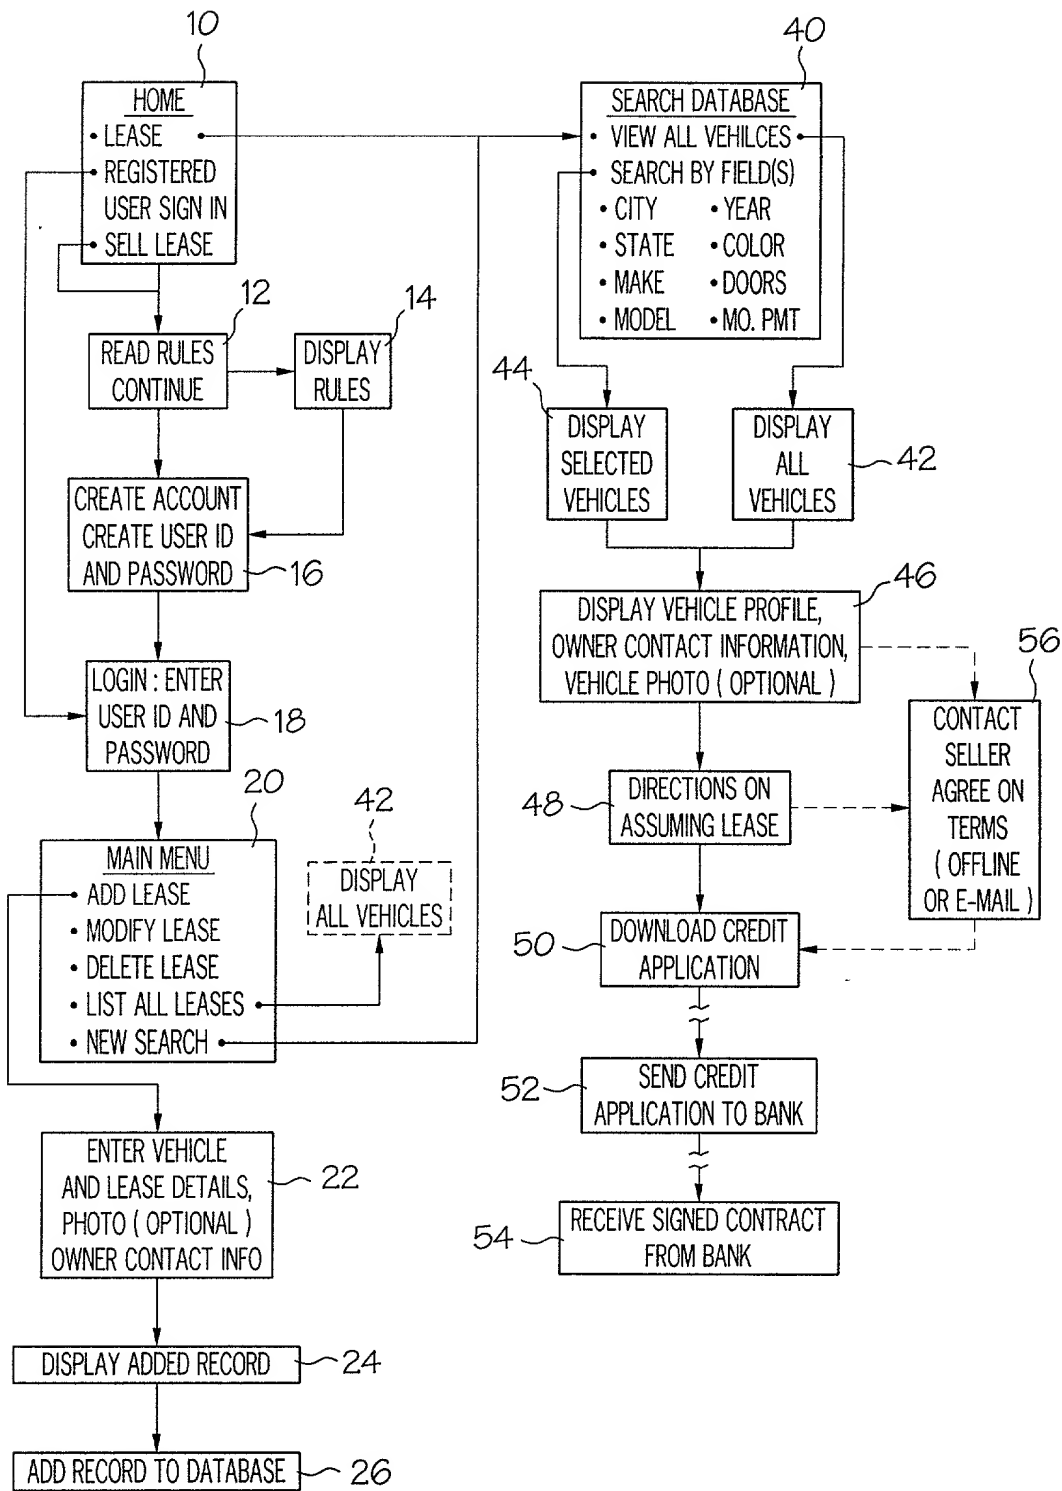 10
HOME
• LEASE
• REGISTERED
USER SIGN IN
• SELL LEASE
12
READ RULES
CONTINUE
14
DISPLAY
RULES
CREATE ACCOUNT
CREATE USER ID
AND PASSWORD
16
LOGIN : ENTER
USER ID AND
PASSWORD
18
20
MAIN MENU
• ADD LEASE
• MODIFY LEASE
• DELETE LEASE
• LIST ALL LEASES
• NEW SEARCH
42
DISPLAY
ALL VEHICLES
ENTER VEHICLE
AND LEASE DETAILS,
PHOTO ( OPTIONAL )
OWNER CONTACT INFO
22
DISPLAY ADDED RECORD
24
ADD RECORD TO DATABASE
26
40
SEARCH DATABASE
• VIEW ALL VEHILCES
• SEARCH BY FIELD(S)
• CITY • YEAR
• STATE • COLOR
• MAKE • DOORS
• MODEL • MO. PMT
44
DISPLAY
SELECTED
VEHICLES
DISPLAY
ALL
VEHICLES
42
46
DISPLAY VEHICLE PROFILE,
OWNER CONTACT INFORMATION,
VEHICLE PHOTO ( OPTIONAL )
56
CONTACT
SELLER
AGREE ON
TERMS
( OFFLINE
OR E-MAIL )
48
DIRECTIONS ON
ASSUMING LEASE
50
DOWNLOAD CREDIT
APPLICATION
52
SEND CREDIT
APPLICATION TO BANK
54
RECEIVE SIGNED CONTRACT
FROM BANK